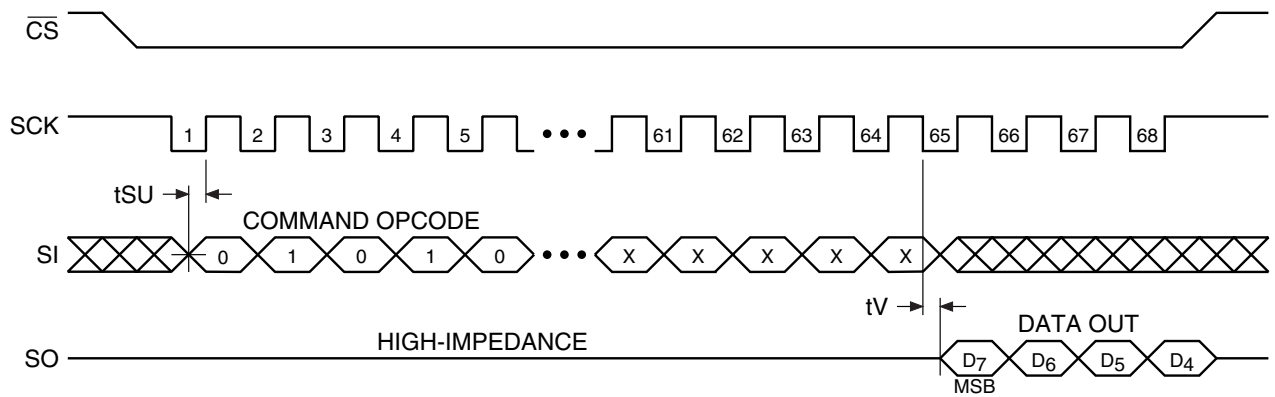 CS
SCK 1 2 3 4 5 ••• 61 62 63 64 65 66 67 68
tSU
COMMAND OPCODE
SI 0 1 0 1 0 ••• X X X X X
tV
HIGH-IMPEDANCE
DATA OUT
SO D7 D6 D5 D4
MSB